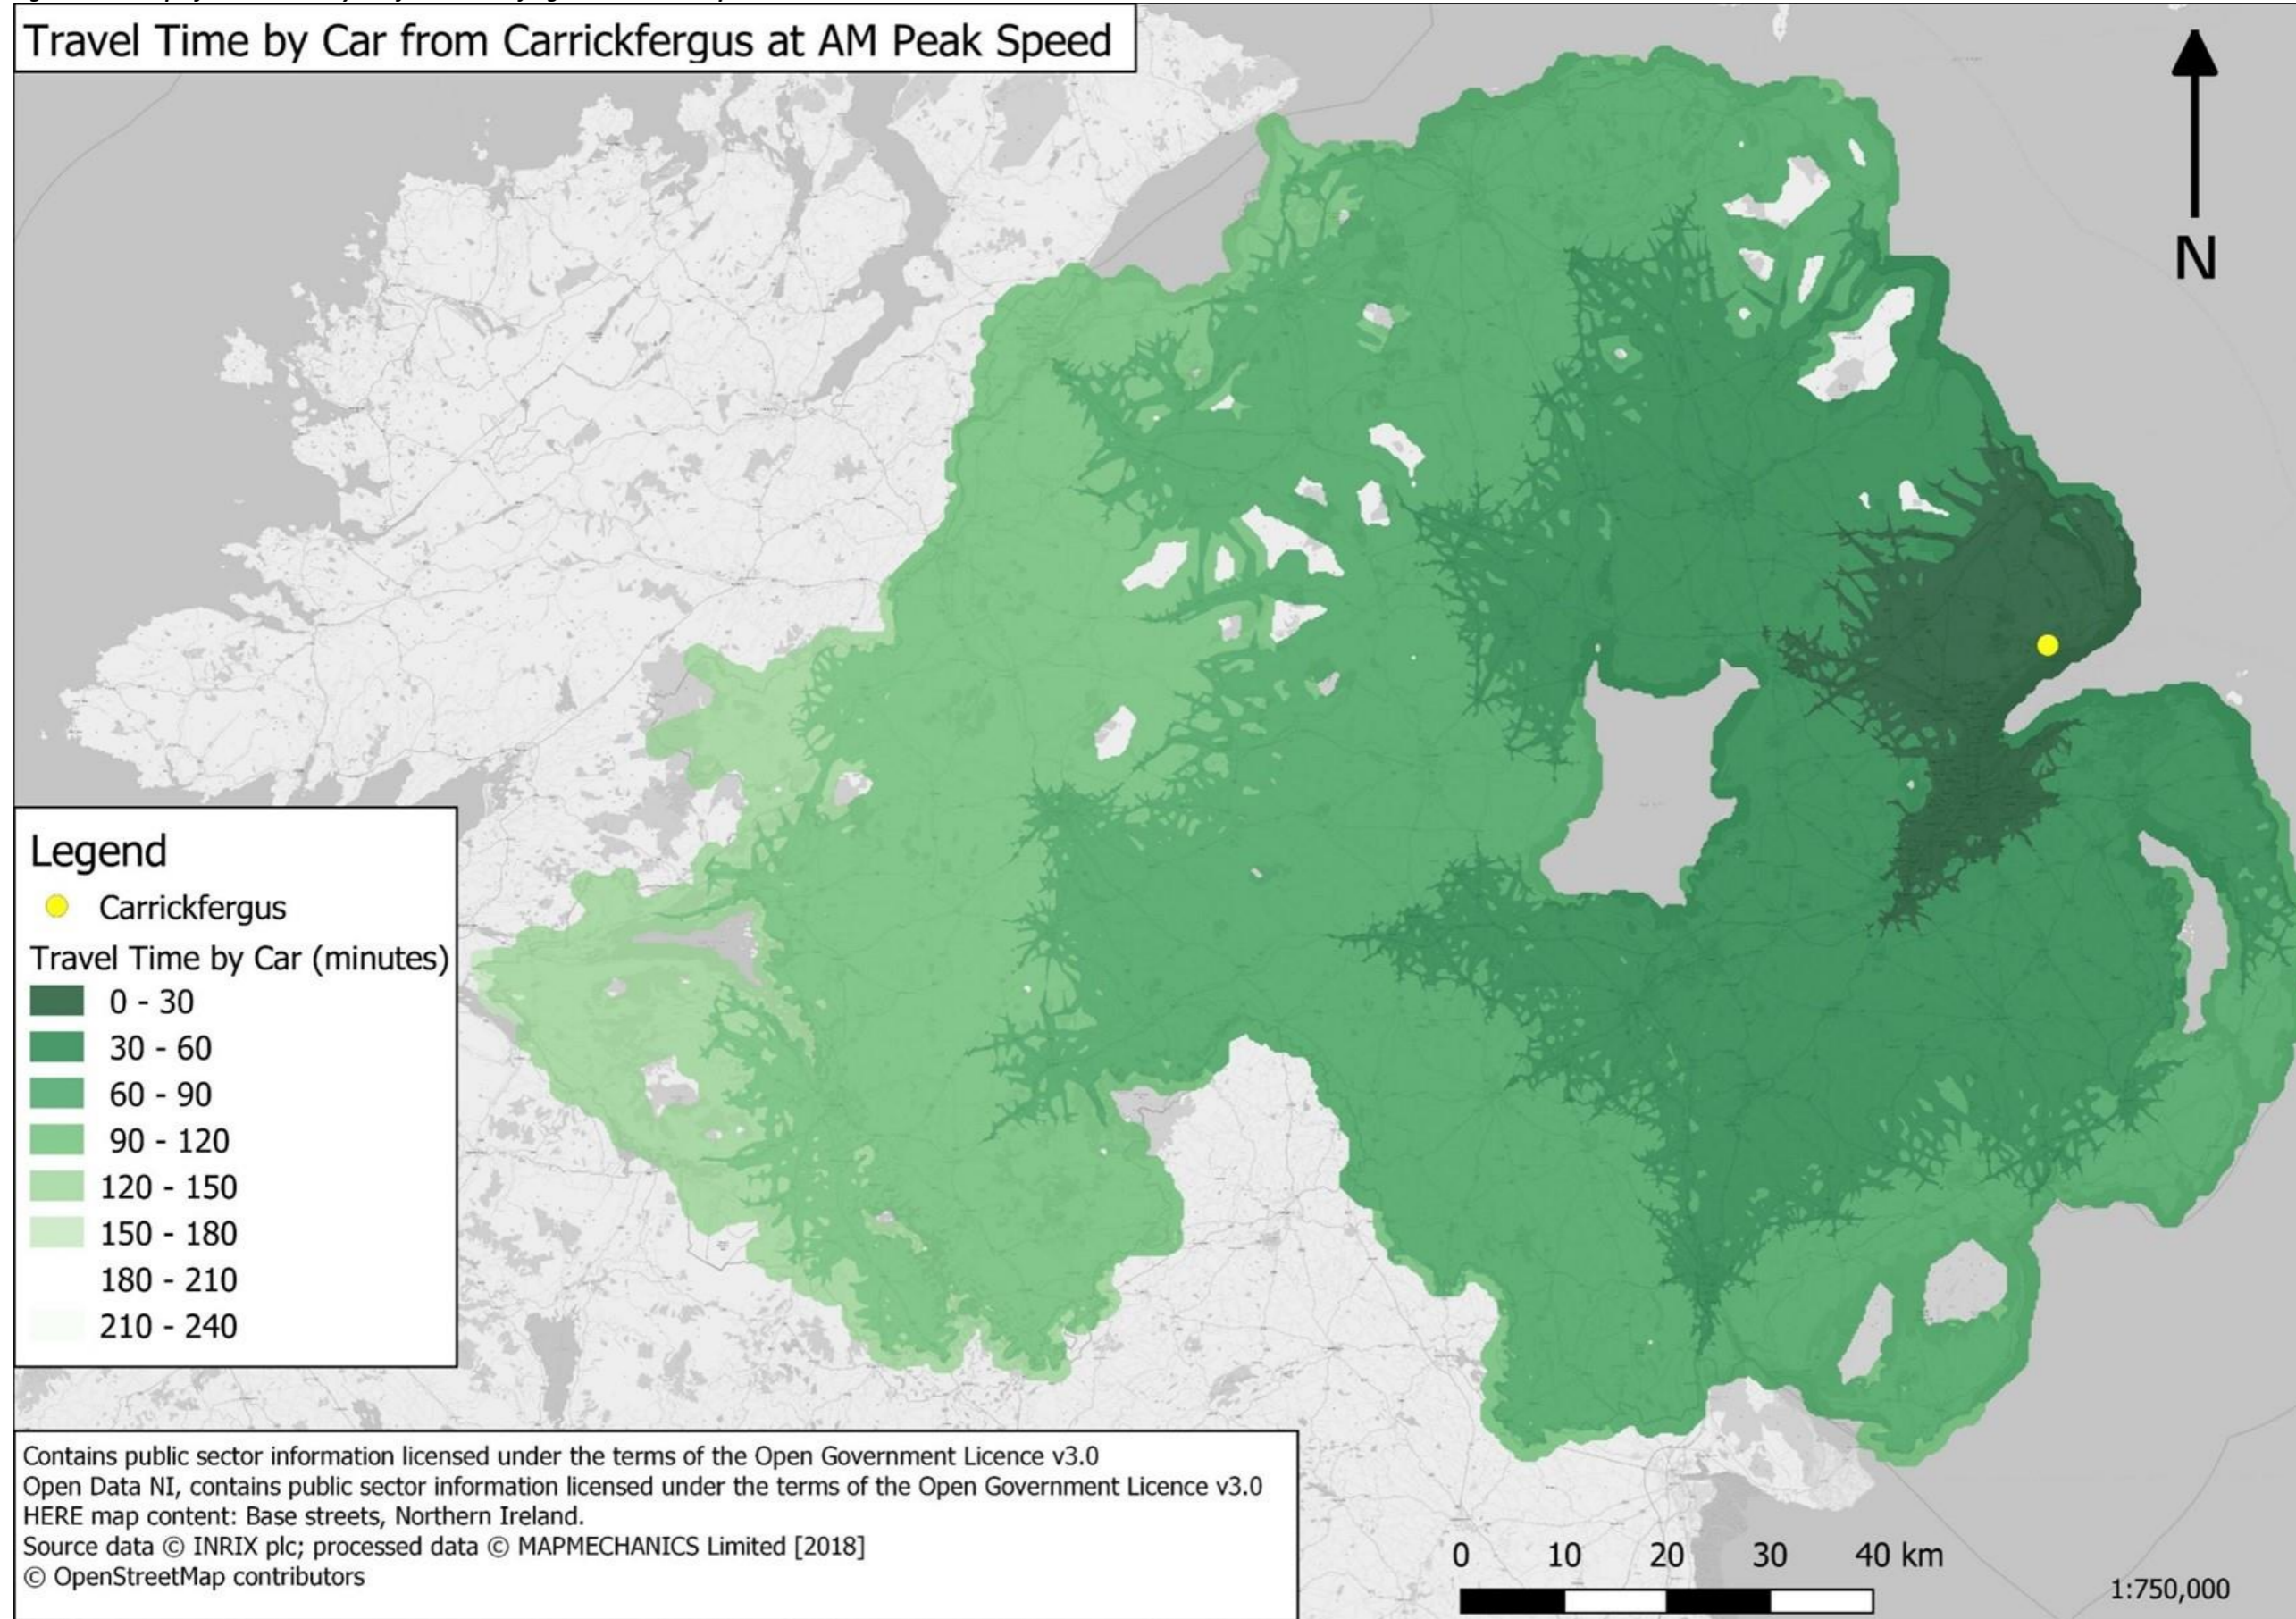 Travel Time by Car from Carrickfergus at AM Peak Speed
N
Legend
Carrickfergus
Travel Time by Car (minutes)
0 - 30
30 - 60
60 - 90
90 - 120
120 - 150
150 - 180
180 - 210
210 - 240
Contains public sector information licensed under the terms of the Open Government Licence v3.0
Open Data NI, contains public sector information licensed under the terms of the Open Government Licence v3.0
HERE map content: Base streets, Northern Ireland.
Source data © INRIX plc; processed data © MAPMECHANICS Limited [2018]
© OpenStreetMap contributors
0 10 20 30 40 km
1:750,000